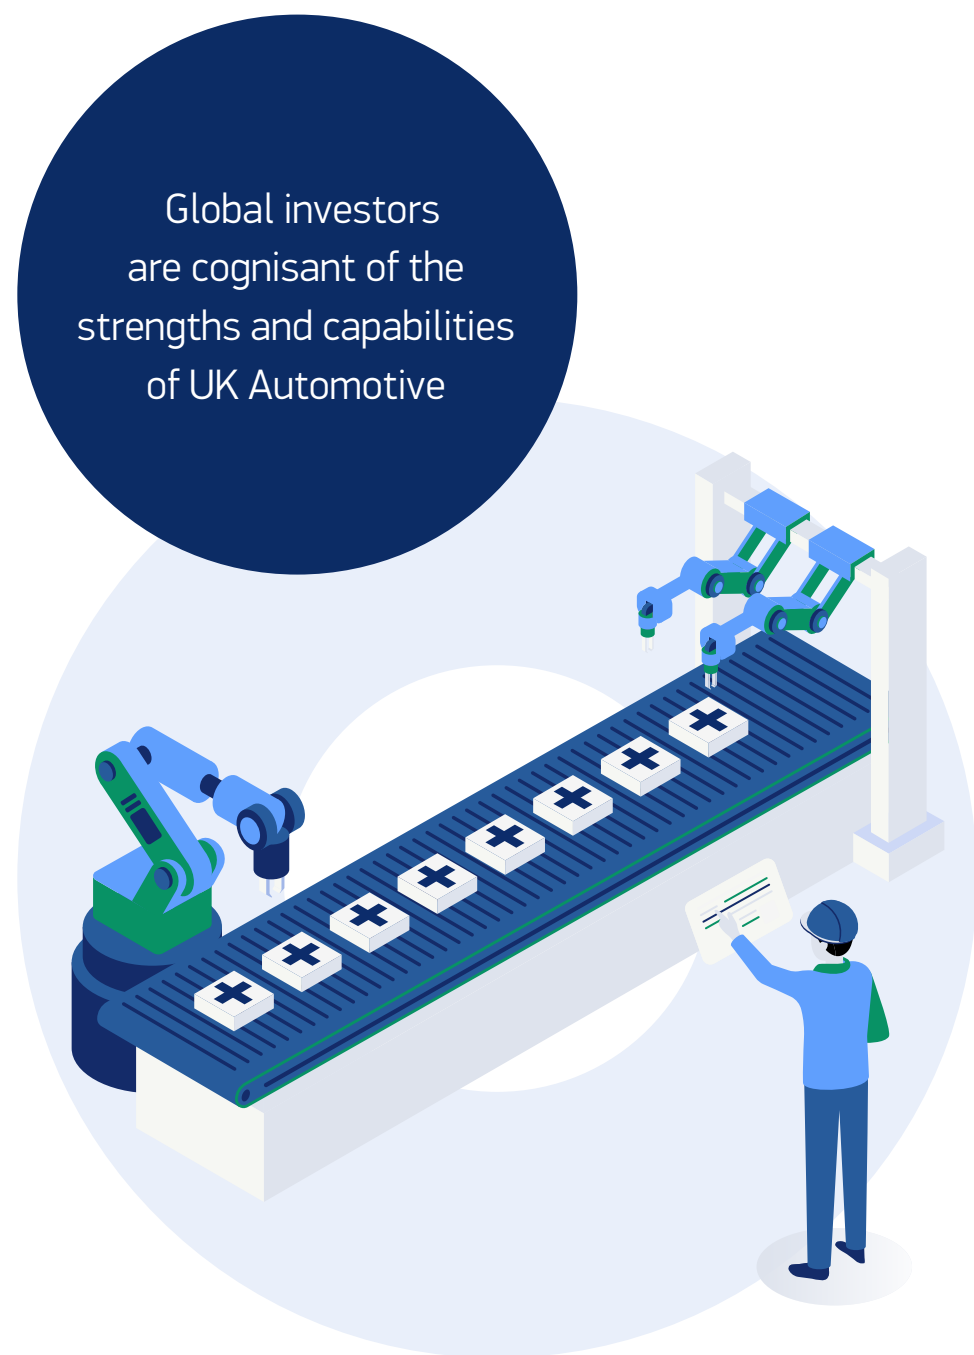 Global investors
are cognisant of the
strengths and capabilities
of UK Automotive